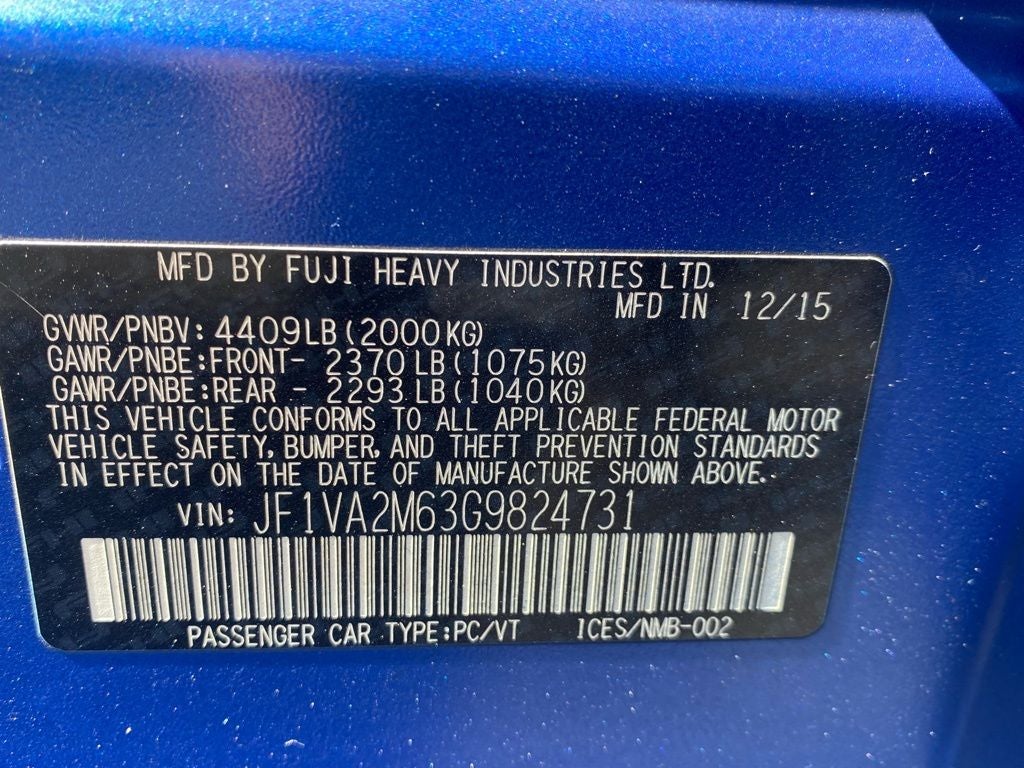 MFD BY FUJI HEAVY INDUSTRIES LTD.
MFD IN 12/15
GVWR/PNBV: 4409LB(2000KG)
GAWR/PNBE:FRONT- 2370LB(1075KG)
GAWR/PNBE:REAR - 2293LB(1040KG)
THIS VEHICLE CONFORMS TO ALL APPLICABLE FEDERAL MOTOR
VEHICLE SAFETY, BUMPER, AND THEFT PREVENTION STANDARDS
IN EFFECT ON THE DATE OF MANUFACTURE SHOWN ABOVE.
VIN: JF1VA2M63G9824731
PASSENGER CAR TYPE:PC/VT ICES/NMB-002